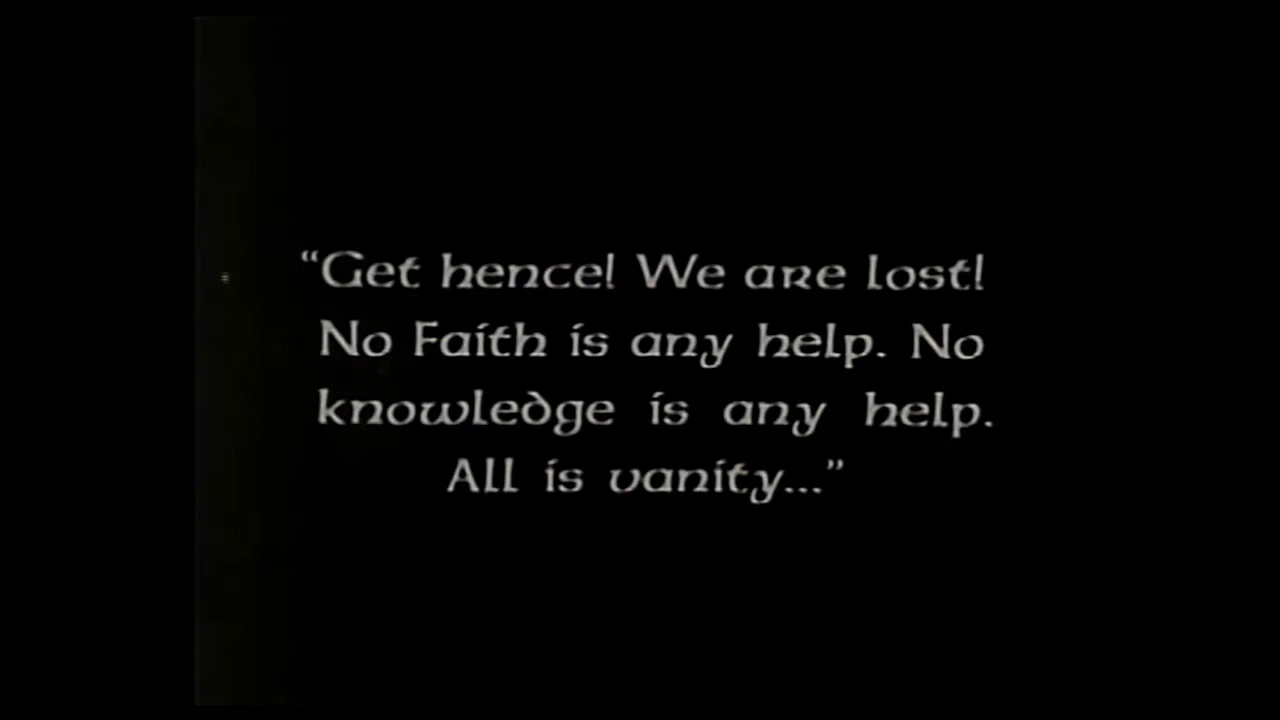 “Get hence! We are lost!
No Faith is any help. No
knowledge is any help.
All is vanity...”